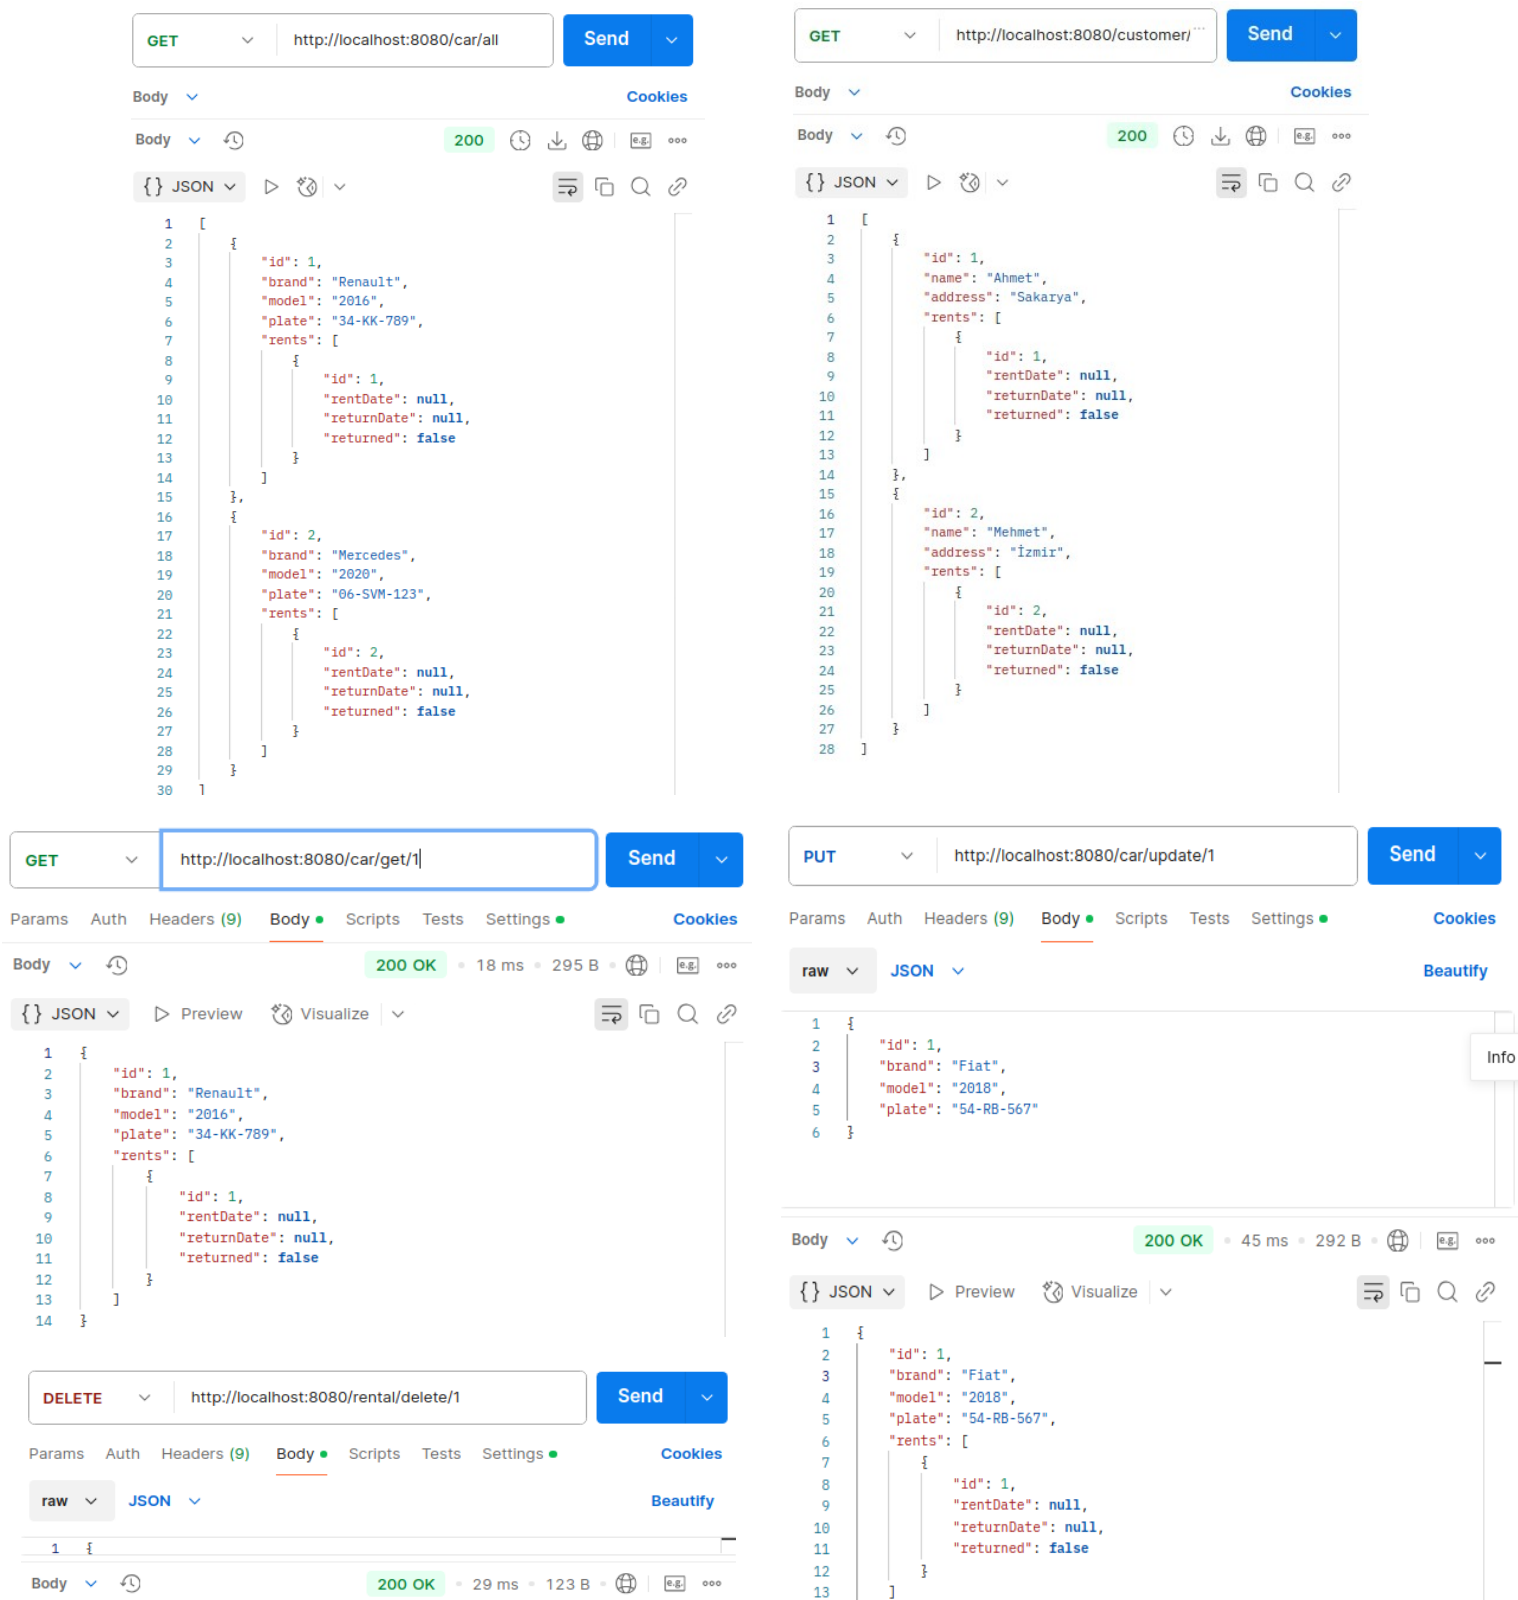 GET http://localhost:8080/car/all Send
Body Cookies
Body 200 e.g.
{} JSON
1 [
2 {
3 "id": 1,
4 "brand": "Renault",
5 "model": "2016",
6 "plate": "34-KK-789",
7 "rents": [
8 {
9 "id": 1,
10 "rentDate": null,
11 "returnDate": null,
12 "returned": false
13 }
14 ]
15 },
16 {
17 "id": 2,
18 "brand": "Mercedes",
19 "model": "2020",
20 "plate": "06-SVM-123",
21 "rents": [
22 {
23 "id": 2,
24 "rentDate": null,
25 "returnDate": null,
26 "returned": false
27 }
28 ]
29 }
30 ]
GET http://localhost:8080/customer/··· Send
Body Cookies
Body 200 e.g.
{} JSON
1 [
2 {
3 "id": 1,
4 "name": "Ahmet",
5 "address": "Sakarya",
6 "rents": [
7 {
8 "id": 1,
9 "rentDate": null,
10 "returnDate": null,
11 "returned": false
12 }
13 ]
14 },
15 {
16 "id": 2,
17 "name": "Mehmet",
18 "address": "İzmir",
19 "rents": [
20 {
21 "id": 2,
22 "rentDate": null,
23 "returnDate": null,
24 "returned": false
25 }
26 ]
27 }
28 ]
GET http://localhost:8080/car/get/1 Send
Params Auth Headers (9) Body Scripts Tests Settings Cookies
Body 200 OK 18 ms 295 B e.g.
{} JSON Preview Visualize
1 {
2 "id": 1,
3 "brand": "Renault",
4 "model": "2016",
5 "plate": "34-KK-789",
6 "rents": [
7 {
8 "id": 1,
9 "rentDate": null,
10 "returnDate": null,
11 "returned": false
12 }
13 ]
14 }
PUT http://localhost:8080/car/update/1 Send
Params Auth Headers (9) Body Scripts Tests Settings Cookies
raw JSON Beautify
1 {
2 "id": 1,
3 "brand": "Fiat",
4 "model": "2018",
5 "plate": "54-RB-567"
6 }
Info
Body 200 OK 45 ms 292 B e.g.
{} JSON Preview Visualize
1 {
2 "id": 1,
3 "brand": "Fiat",
4 "model": "2018",
5 "plate": "54-RB-567",
6 "rents": [
7 {
8 "id": 1,
9 "rentDate": null,
10 "returnDate": null,
11 "returned": false
12 }
13 ]
DELETE http://localhost:8080/rental/delete/1 Send
Params Auth Headers (9) Body Scripts Tests Settings Cookies
raw JSON Beautify
1 {
Body 200 OK 29 ms 123 B e.g.